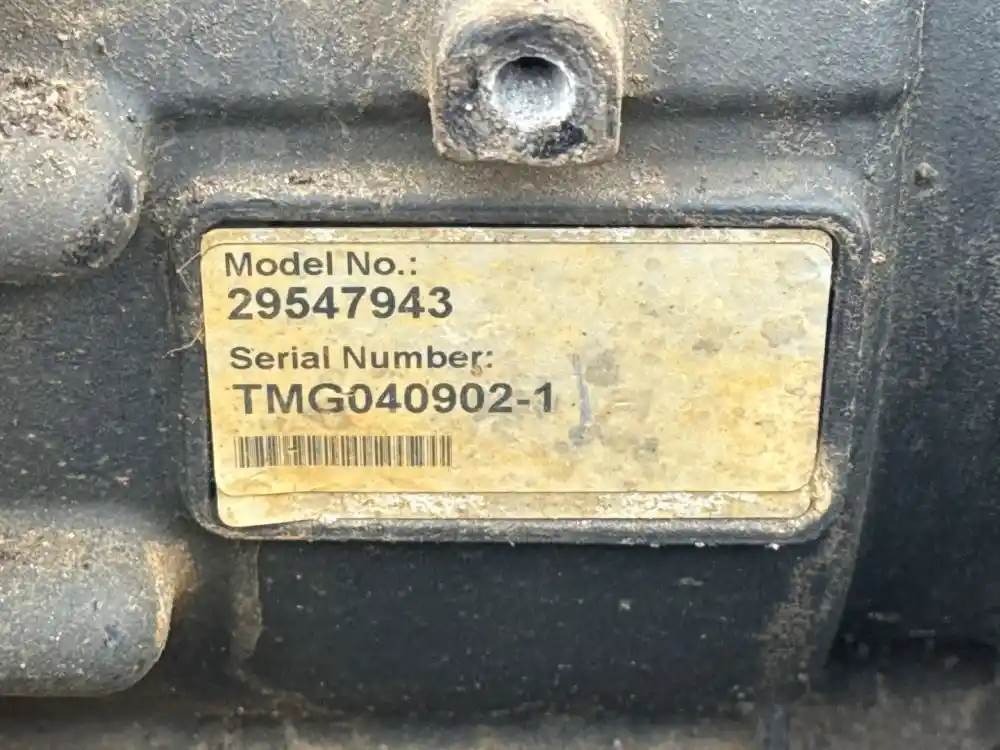 Model No.:
29547943
Serial Number:
TMG040902-1